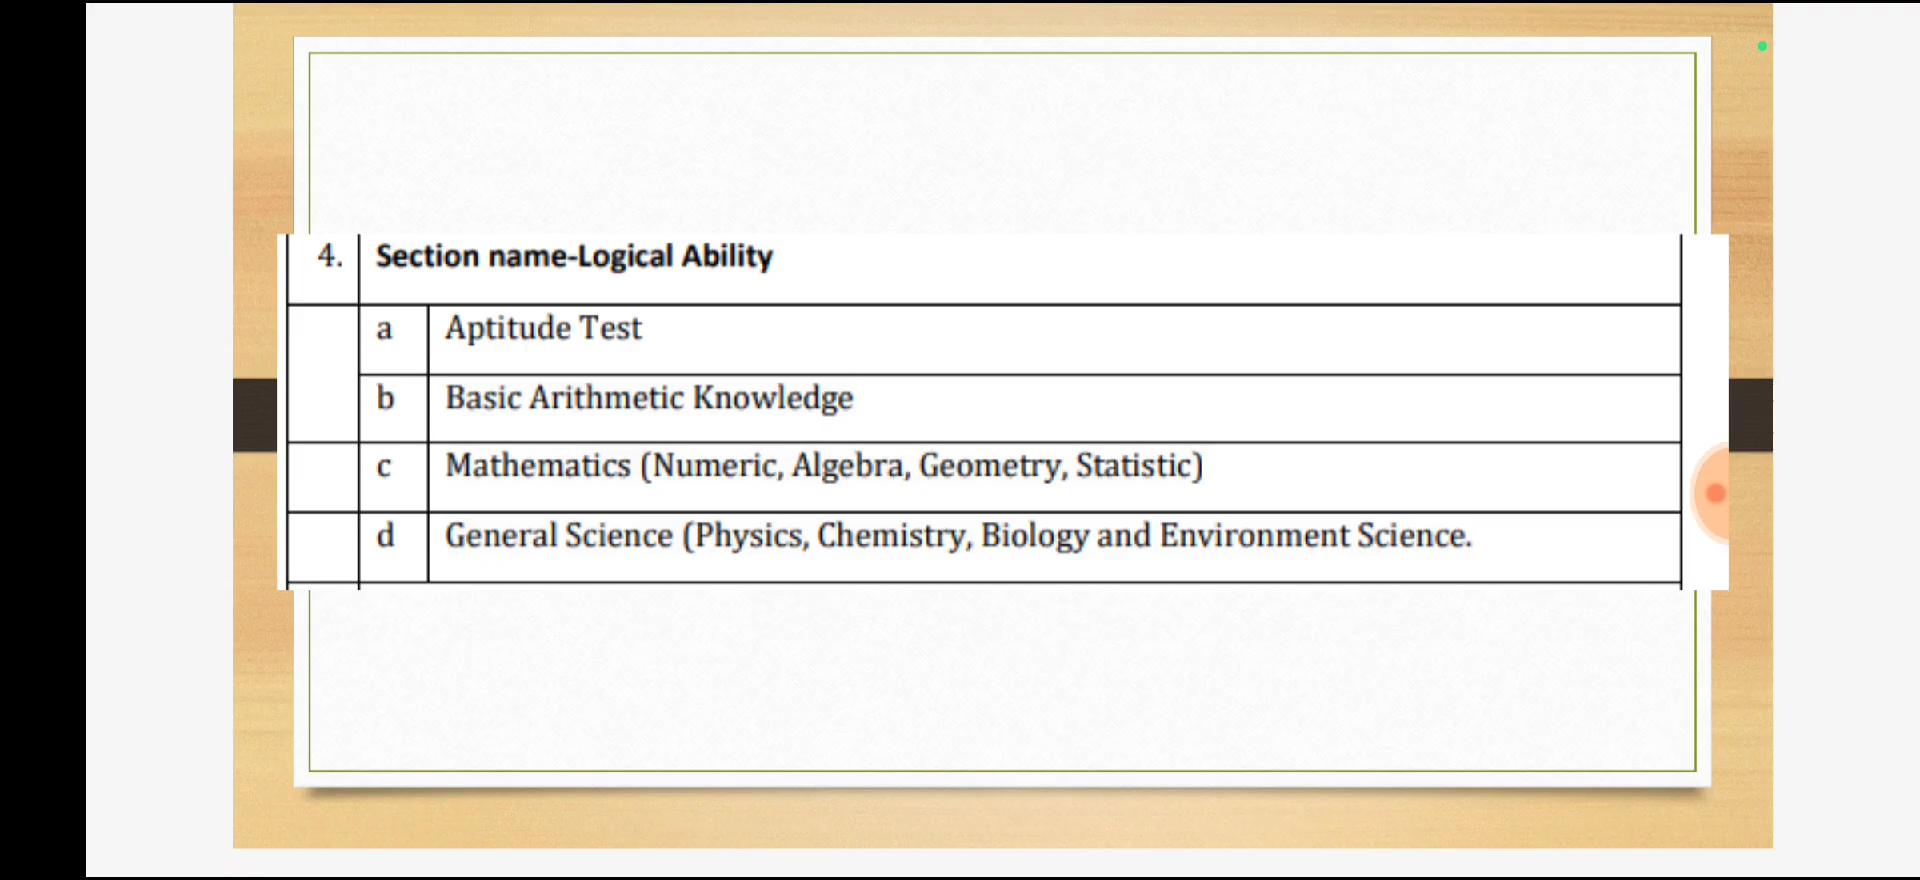 4. Section name-Logical Ability
a Aptitude Test
b Basic Arithmetic Knowledge
c Mathematics (Numeric, Algebra, Geometry, Statistic)
d General Science (Physics, Chemistry, Biology and Environment Science.